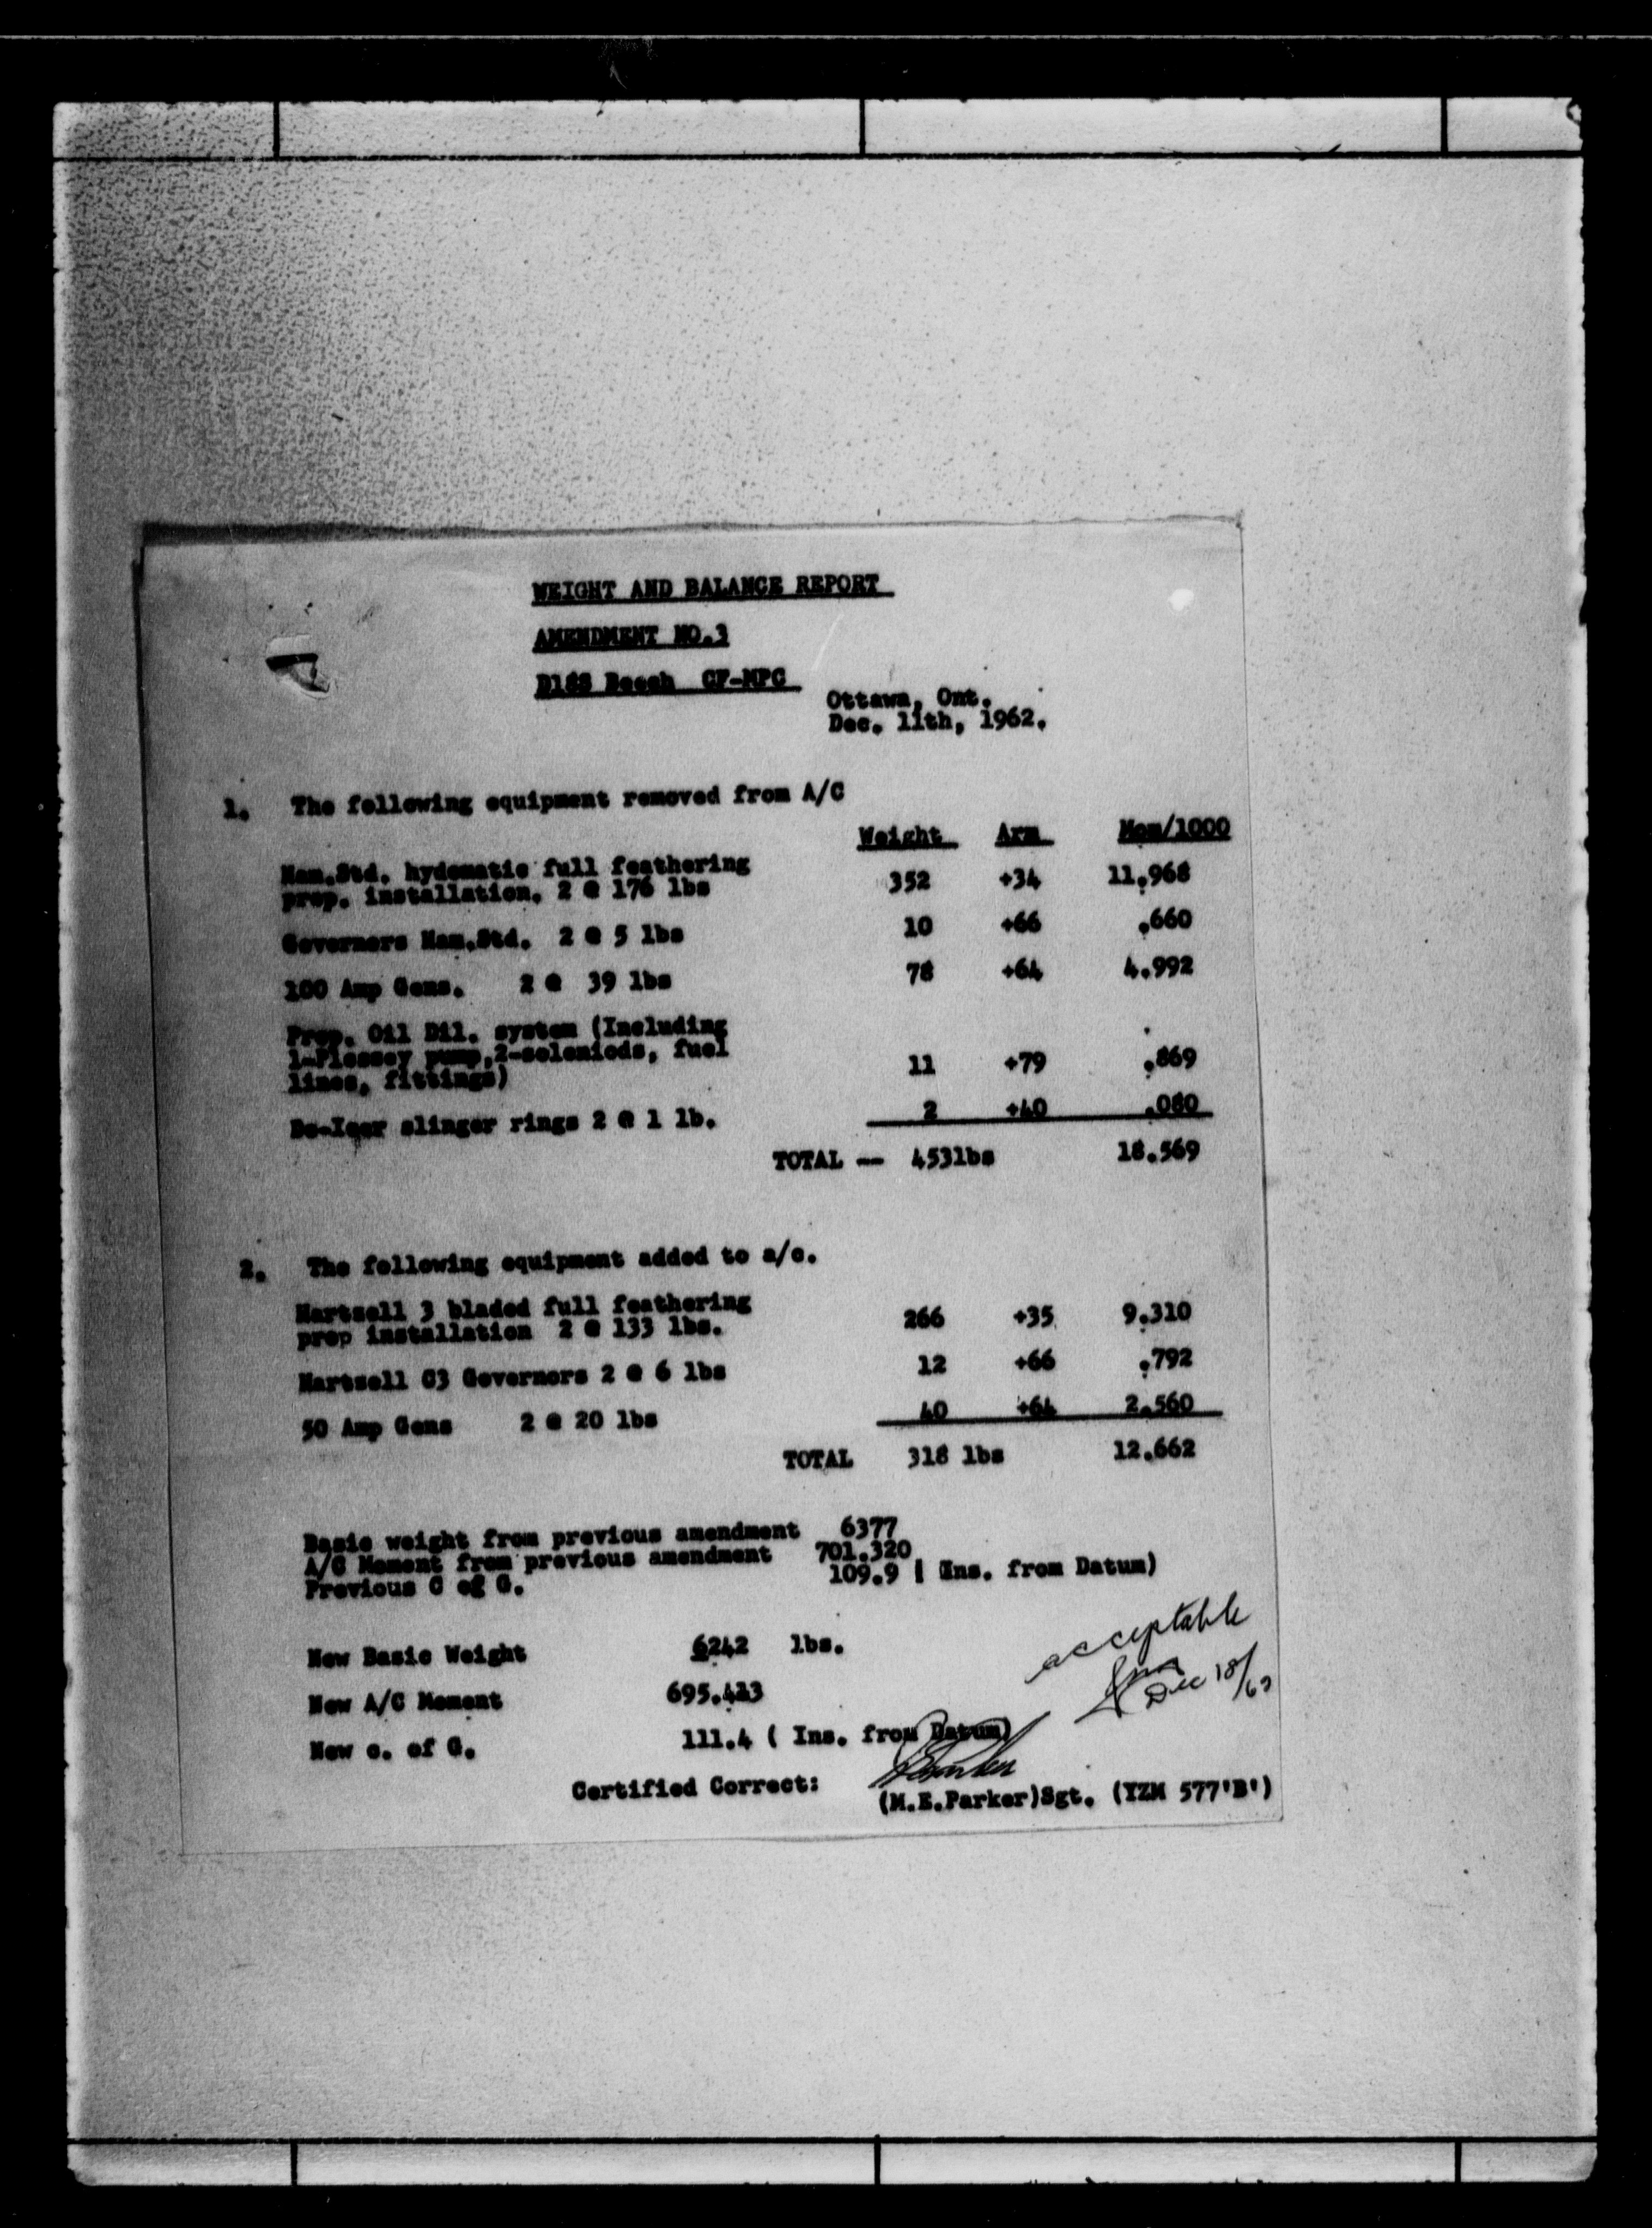 WEIGHT AND BALANCE REPORT
AMENDMENT NO.3
D18S Beech CF-MPC
Ottawa, Ont.
Dec. 11th, 1962.
1. The following equipment removed from A/C
Weight Arm Mom/1000
Ham.Std. hydomatic full feathering
prop. installation, 2 @ 176 lbs 352 +34 11.968
Governors Ham.Std. 2 @ 5 lbs 10 +66 .660
100 Amp Gens. 2 @ 39 lbs 78 +64 4.992
Prop. Oil Dil. system (Including
1-Plessey pump,2-seleniods, fuel
lines, fittings) 11 +79 .869
De-Icer slinger rings 2 @ 1 lb. 2 +40 .080
TOTAL -- 453lbs 18.569
2. The following equipment added to a/c.
Hartzell 3 bladed full feathering
prop installation 2 @ 133 lbs. 266 +35 9.310
Hartzell G3 Governors 2 @ 6 lbs 12 +66 .792
50 Amp Gens 2 @ 20 lbs 40 +64 2.560
TOTAL 318 lbs 12.662
Basic weight from previous amendment 6377
A/C Moment from previous amendment 701.320
Previous C of G. 109.9 ( Ins. from Datum)
New Basic Weight 6242 lbs.
New A/C Moment 695.413
New c. of G. 111.4 ( Ins. from Datum)
acceptable
Dec 18/62
Certified Correct: (M.E.Parker)Sgt. (YZM 577'B')